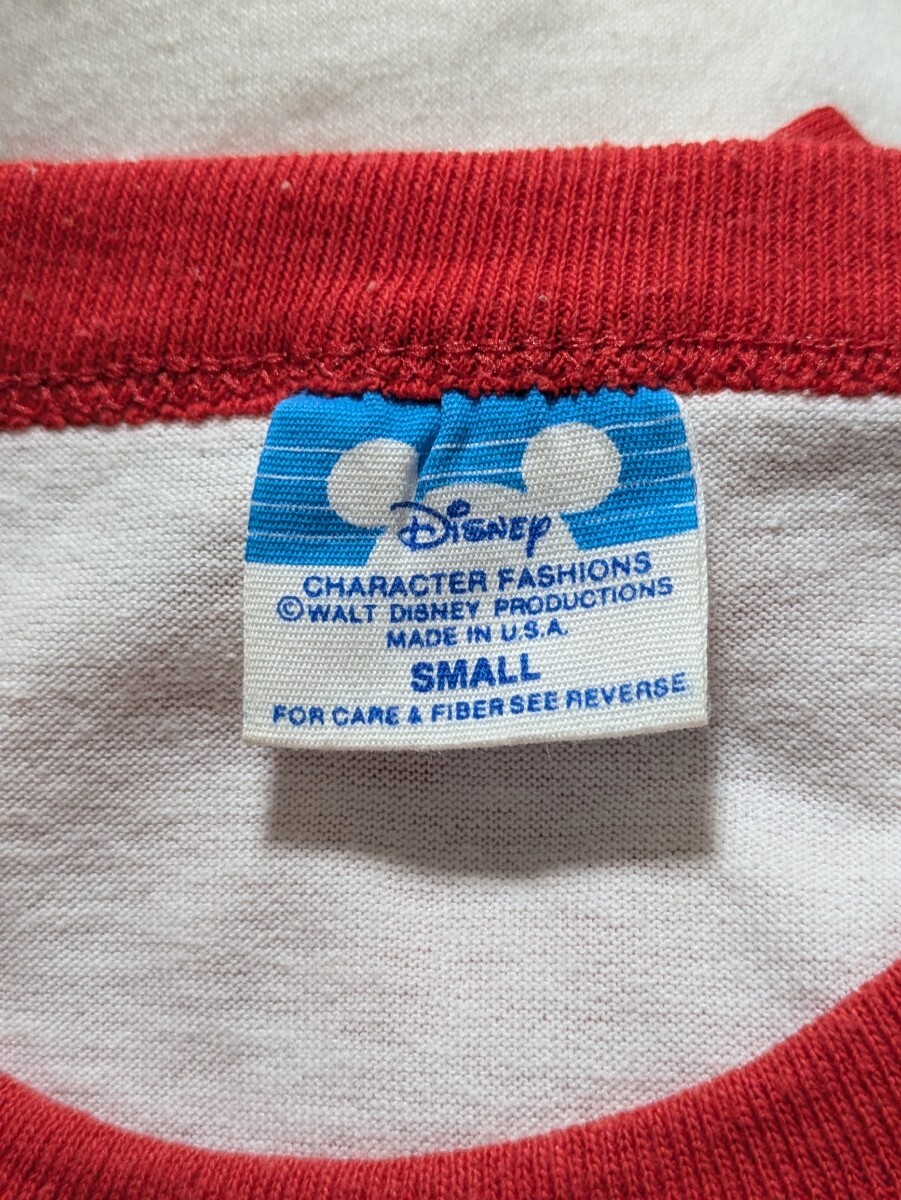 Disney
CHARACTER FASHIONS
©WALT DISNEY PRODUCTIONS
MADE IN U.S.A.
SMALL
FOR CARE & FIBER SEE REVERSE